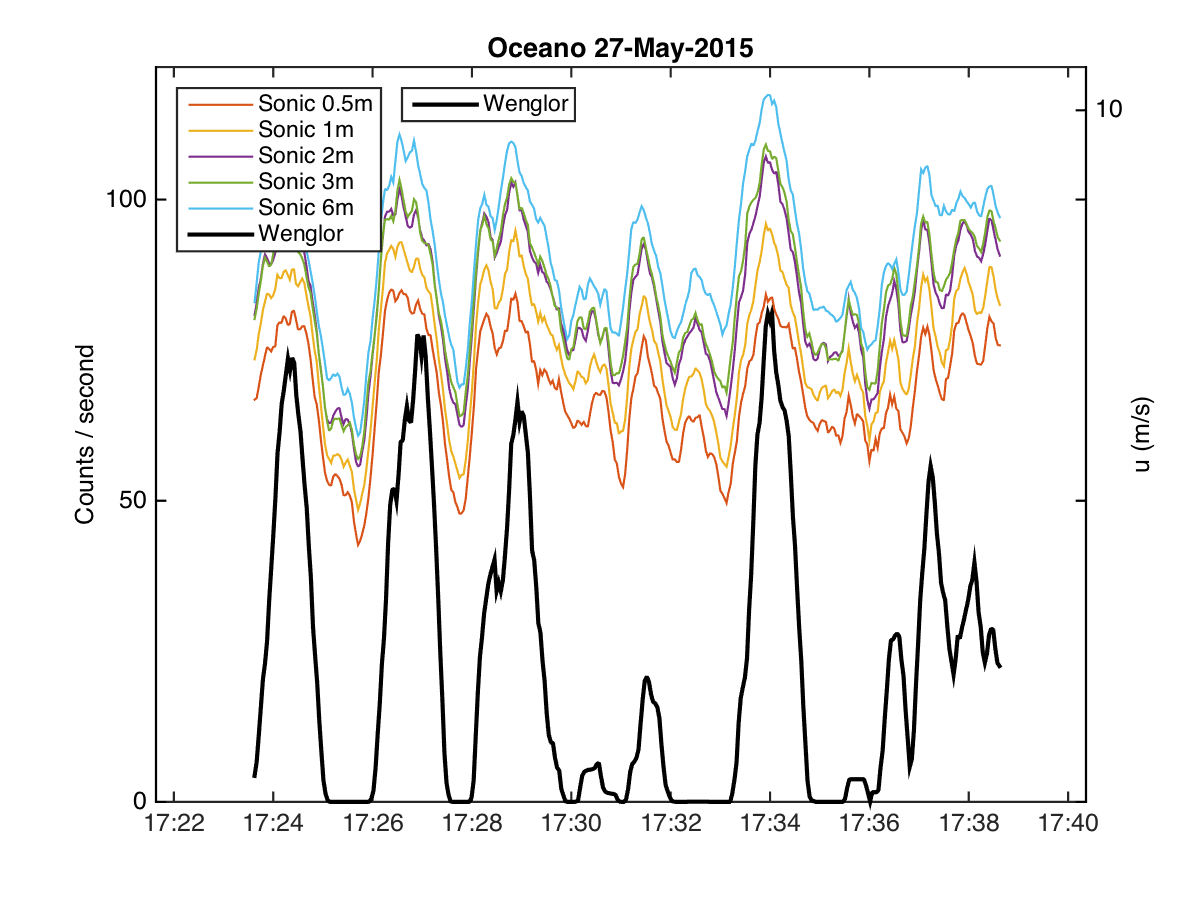 Oceano 27-May-2015
Sonic 0.5m
Sonic 1m
Sonic 2m
Sonic 3m
Sonic 6m
Wenglor
Wenglor
10
100
50
0
Counts / second
u (m/s)
17:22 17:24 17:26 17:28 17:30 17:32 17:34 17:36 17:38 17:40